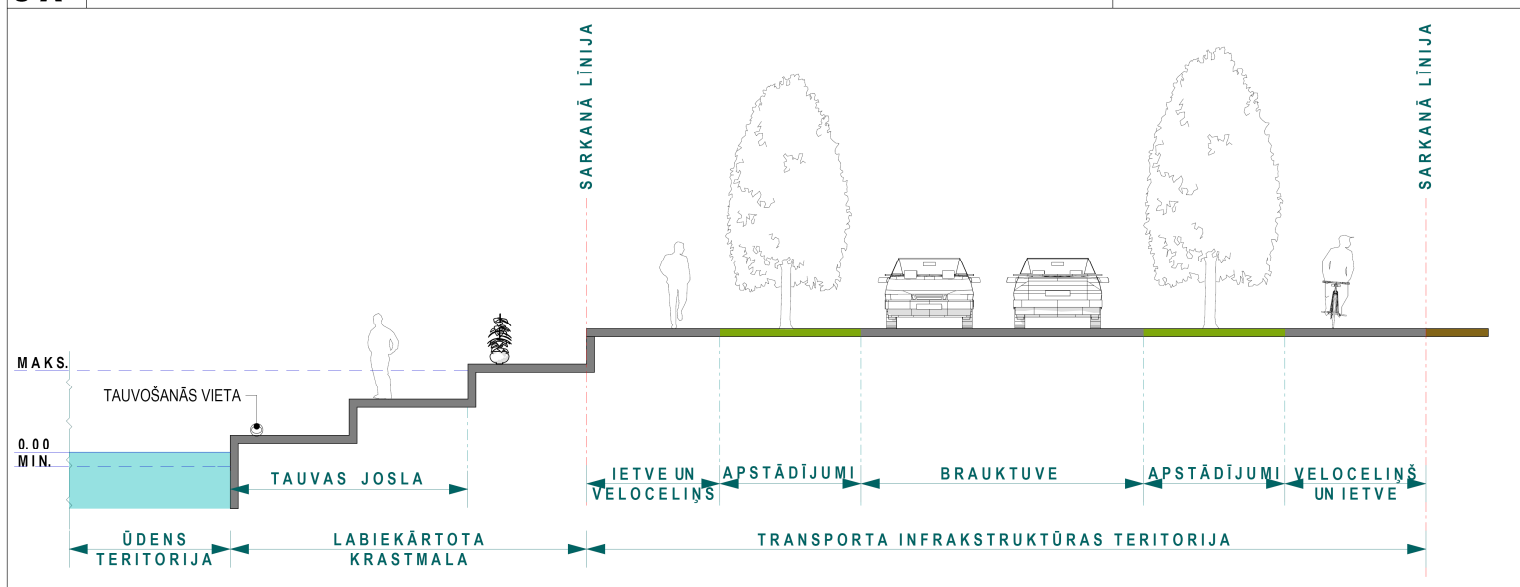 SARKANĀ LĪNIJA
SARKANĀ LĪNIJA
MAKS.
TAUVOŠANĀS VIETA
0.00
MIN.
TAUVAS JOSLA
IETVE UN
VELOCELIŅS
APSTĀDĪJUMI
BRAUKTUVE
APSTĀDĪJUMI
VELOCELIŅŠ
UN IETVE
ŪDENS
TERITORIJA
LABIEKĀRTOTA
KRASTMALA
TRANSPORTA INFRAKSTRUKTŪRAS TERITORIJA